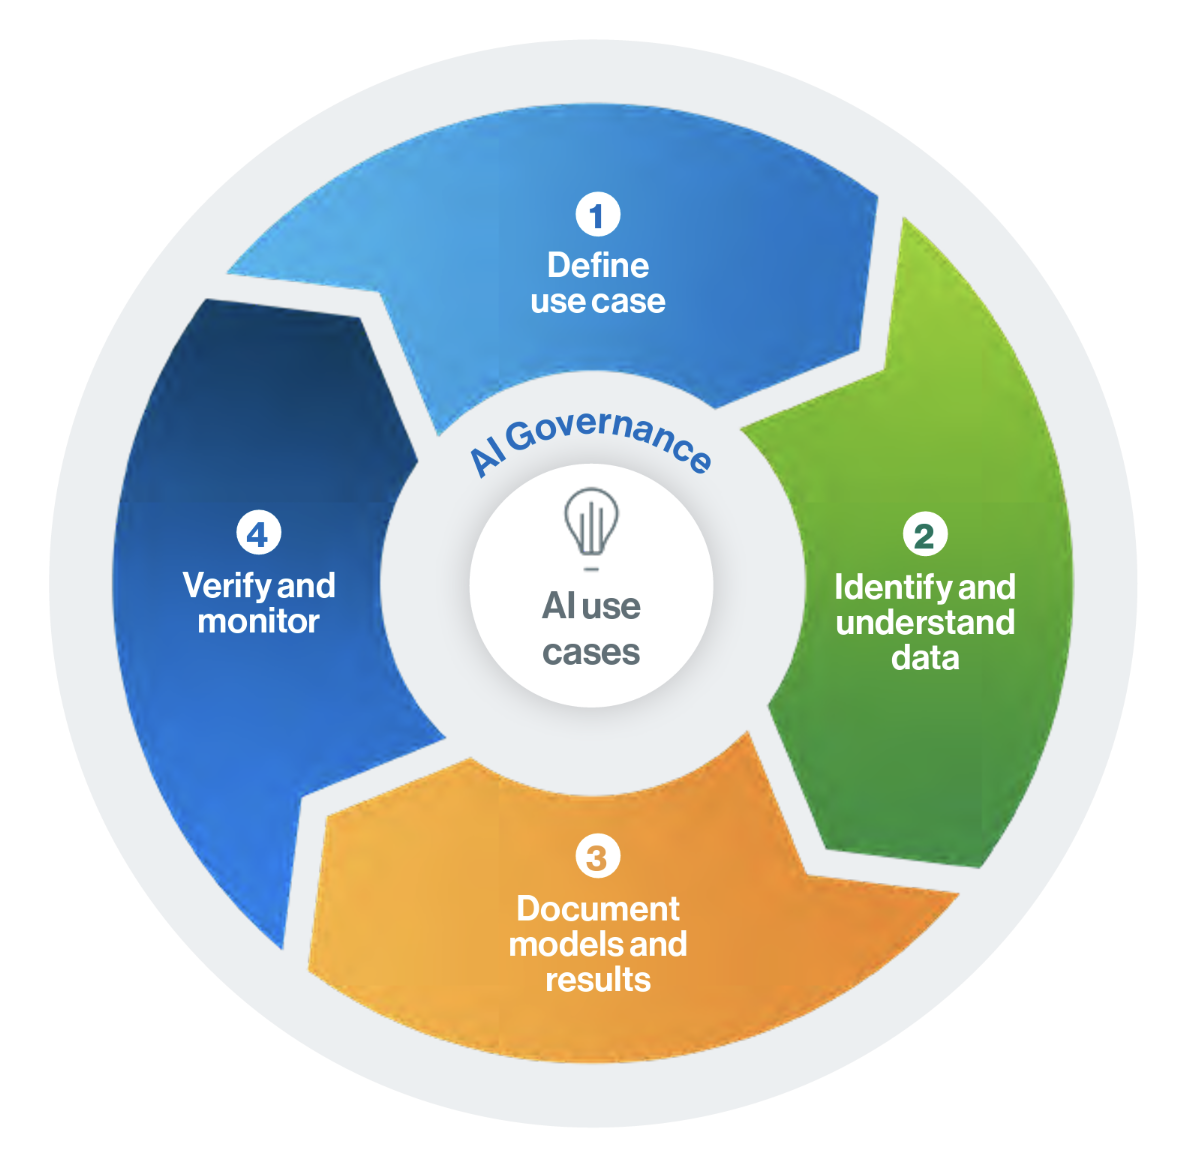 1
Define
use case
AI Governance
AI use
cases
2
Identify and
understand
data
3
Document
models and
results
4
Verify and
monitor